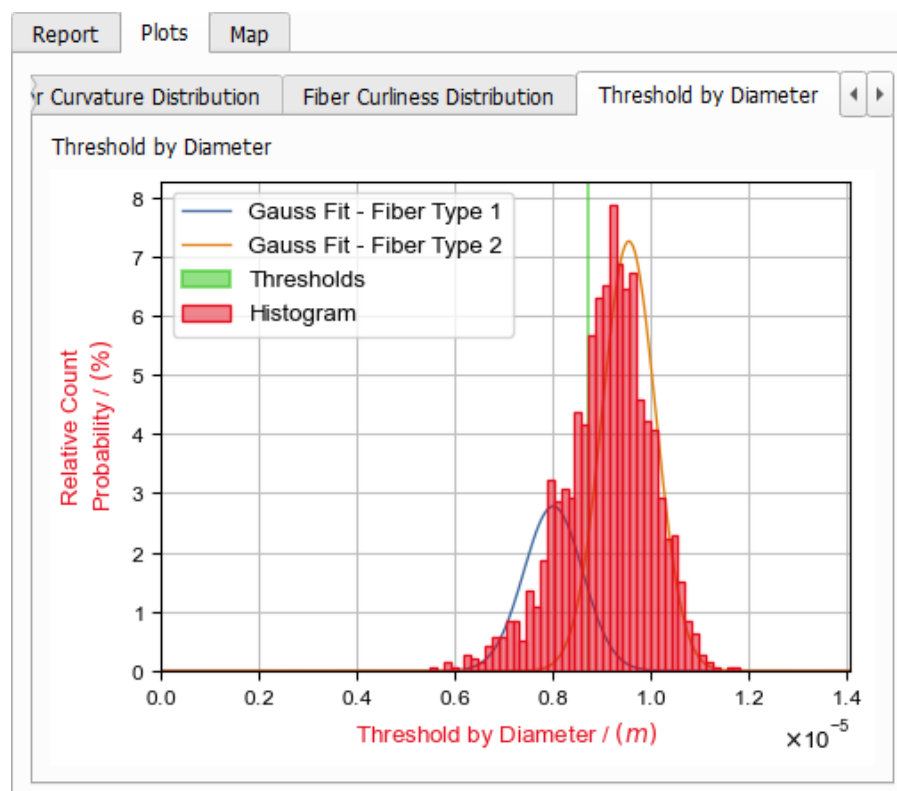 Report Plots Map
r Curvature Distribution Fiber Curliness Distribution Threshold by Diameter
Threshold by Diameter
Gauss Fit - Fiber Type 1
Gauss Fit - Fiber Type 2
Thresholds
Histogram
8
7
6
5
4
3
2
1
0
Relative Count
Probability / (%)
0.0 0.2 0.4 0.6 0.8 1.0 1.2 1.4
Threshold by Diameter / (m)
×10⁻⁵